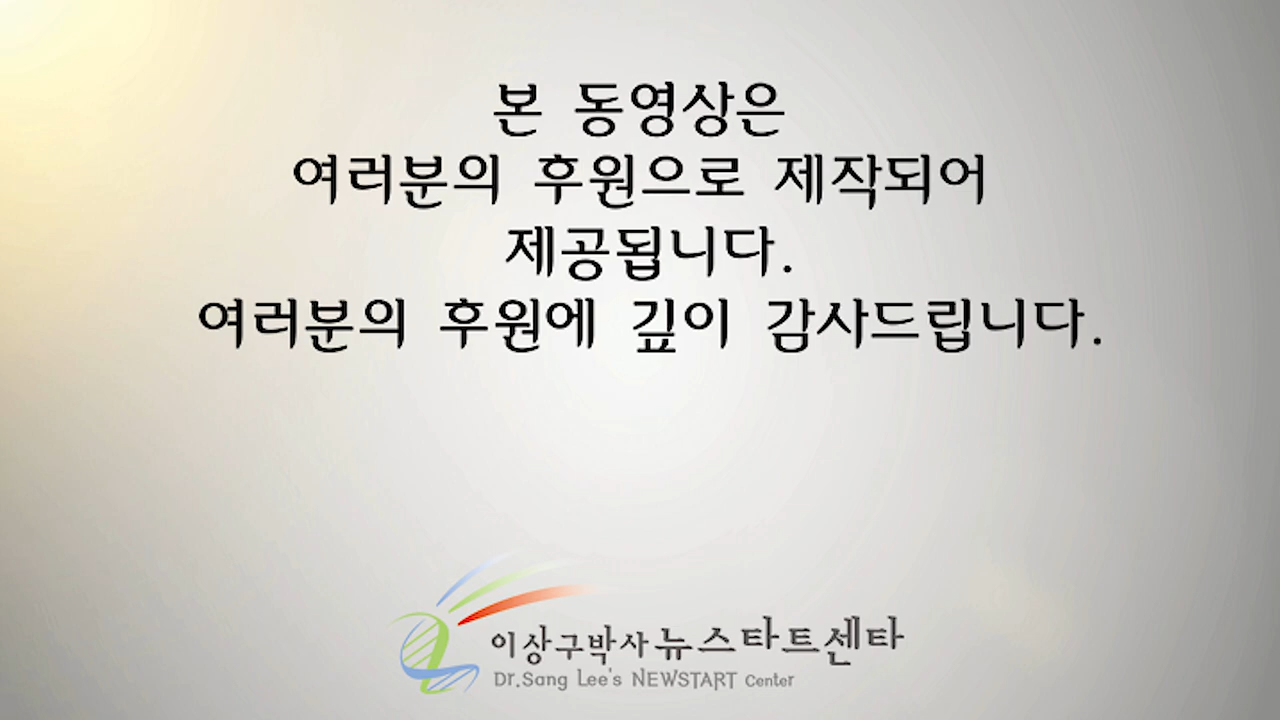 본 동영상은
여러분의 후원으로 제작되어
제공됩니다.
여러분의 후원에 깊이 감사드립니다.
이상구박사 뉴스타트센타
Dr.Sang Lee's NEWSTART Center